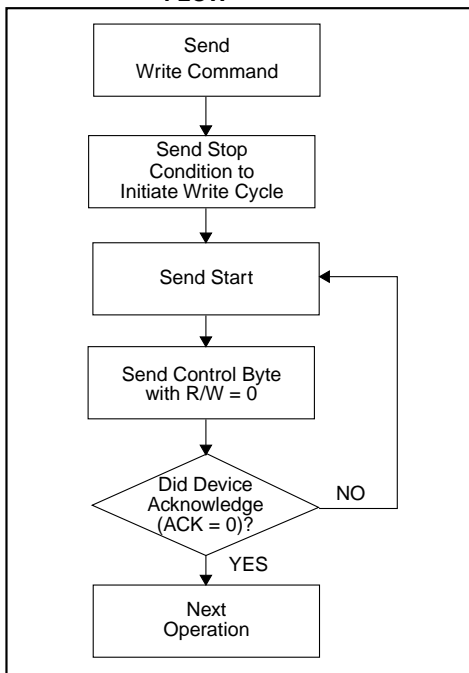 Send
Write Command
Send Stop
Condition to
Initiate Write Cycle
Send Start
Send Control Byte
with R/W = 0
Did Device
Acknowledge
(ACK = 0)?
NO
YES
Next
Operation